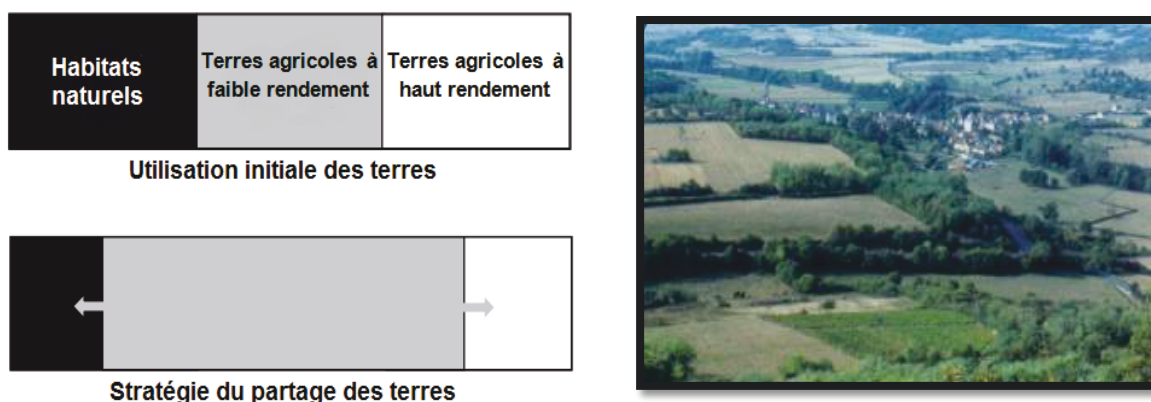 Habitats
naturels
Terres agricoles à
faible rendement
Terres agricoles à
haut rendement
Utilisation initiale des terres
Stratégie du partage des terres